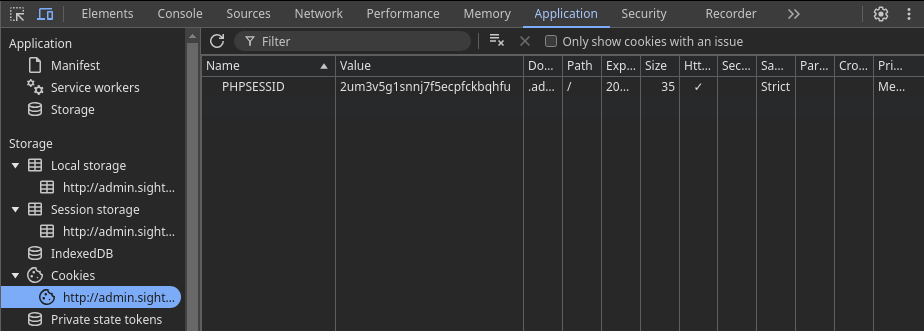 Elements Console Sources Network Performance Memory Application Security Recorder
Application
Manifest
Service workers
Storage
Storage
Local storage
http://admin.sight...
Session storage
http://admin.sight...
IndexedDB
Cookies
http://admin.sight...
Private state tokens
Filter Only show cookies with an issue
Name Value Do... Path Exp... Size Htt... Sec... Sa... Par... Cro... Pri...
PHPSESSID 2um3v5g1snnj7f5ecpfckbqhfu .ad... / 20... 35 ✓ Strict Me...